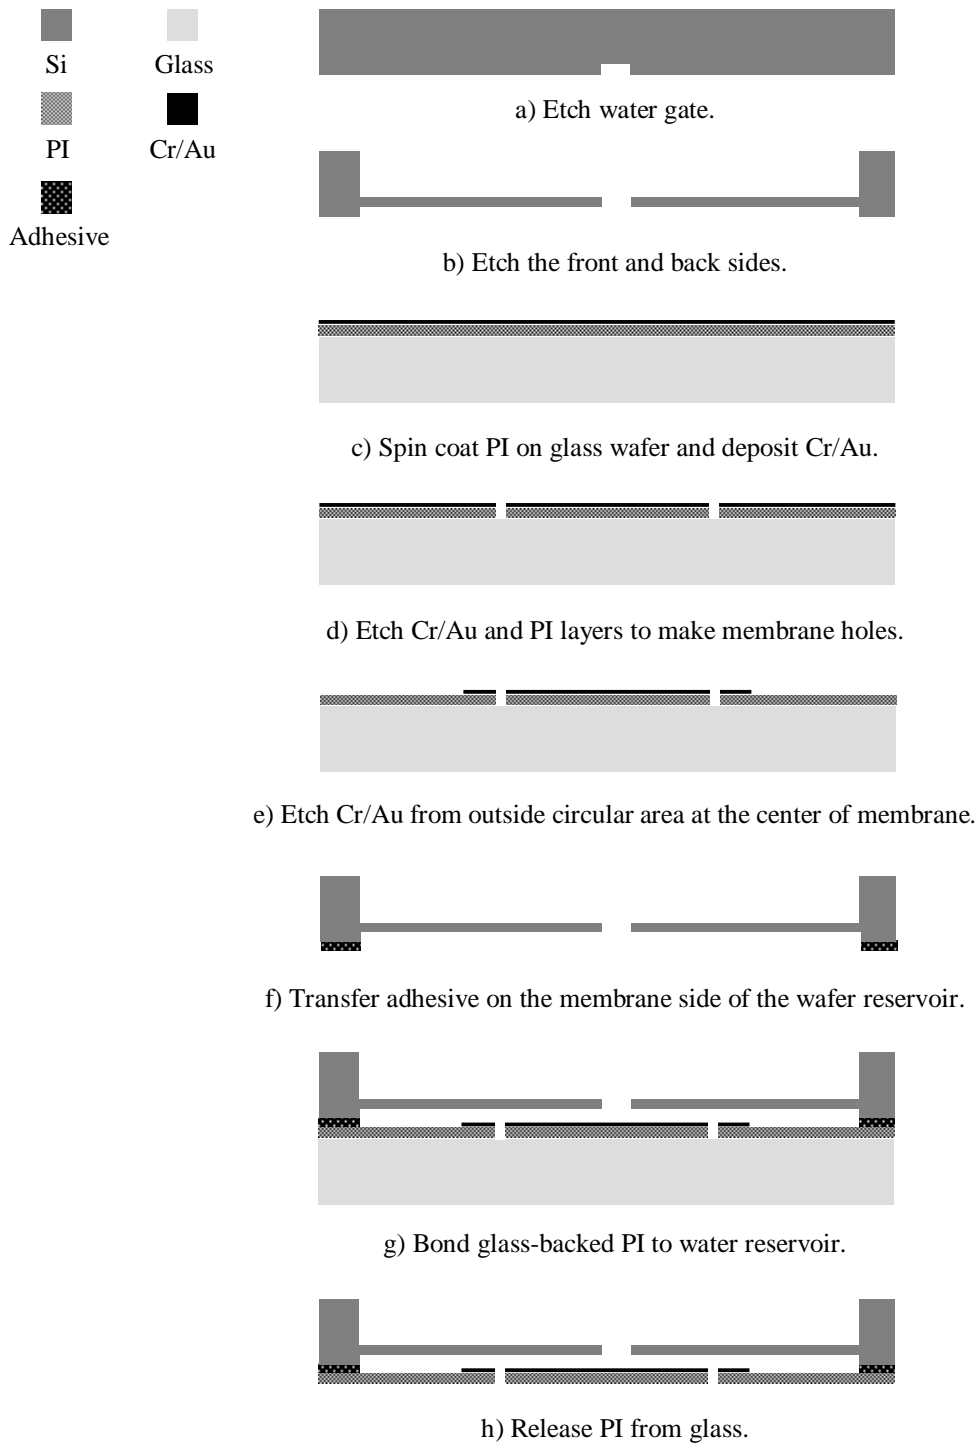 Si
Glass
PI
Cr/Au
Adhesive
a) Etch water gate.
b) Etch the front and back sides.
c) Spin coat PI on glass wafer and deposit Cr/Au.
d) Etch Cr/Au and PI layers to make membrane holes.
e) Etch Cr/Au from outside circular area at the center of membrane.
f) Transfer adhesive on the membrane side of the wafer reservoir.
g) Bond glass-backed PI to water reservoir.
h) Release PI from glass.